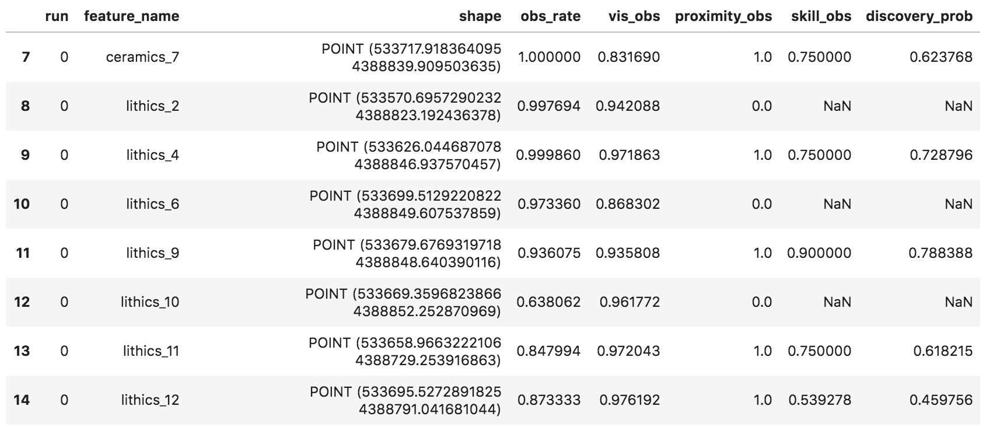 run feature_name shape obs_rate vis_obs proximity_obs skill_obs discovery_prob
7 0 ceramics_7 POINT (533717.918364095 4388839.909503635) 1.000000 0.831690 1.0 0.750000 0.623768
8 0 lithics_2 POINT (533570.6957290232 4388823.192436378) 0.997694 0.942088 0.0 NaN NaN
9 0 lithics_4 POINT (533626.044687078 4388846.937570457) 0.999860 0.971863 1.0 0.750000 0.728796
10 0 lithics_6 POINT (533699.5129220822 4388849.607537859) 0.973360 0.868302 0.0 NaN NaN
11 0 lithics_9 POINT (533679.6769319718 4388848.640390116) 0.936075 0.935808 1.0 0.900000 0.788388
12 0 lithics_10 POINT (533669.3596823866 4388852.252870969) 0.638062 0.961772 0.0 NaN NaN
13 0 lithics_11 POINT (533658.9663222106 4388729.253916863) 0.847994 0.972043 1.0 0.750000 0.618215
14 0 lithics_12 POINT (533695.5272891825 4388791.041681044) 0.873333 0.976192 1.0 0.539278 0.459756